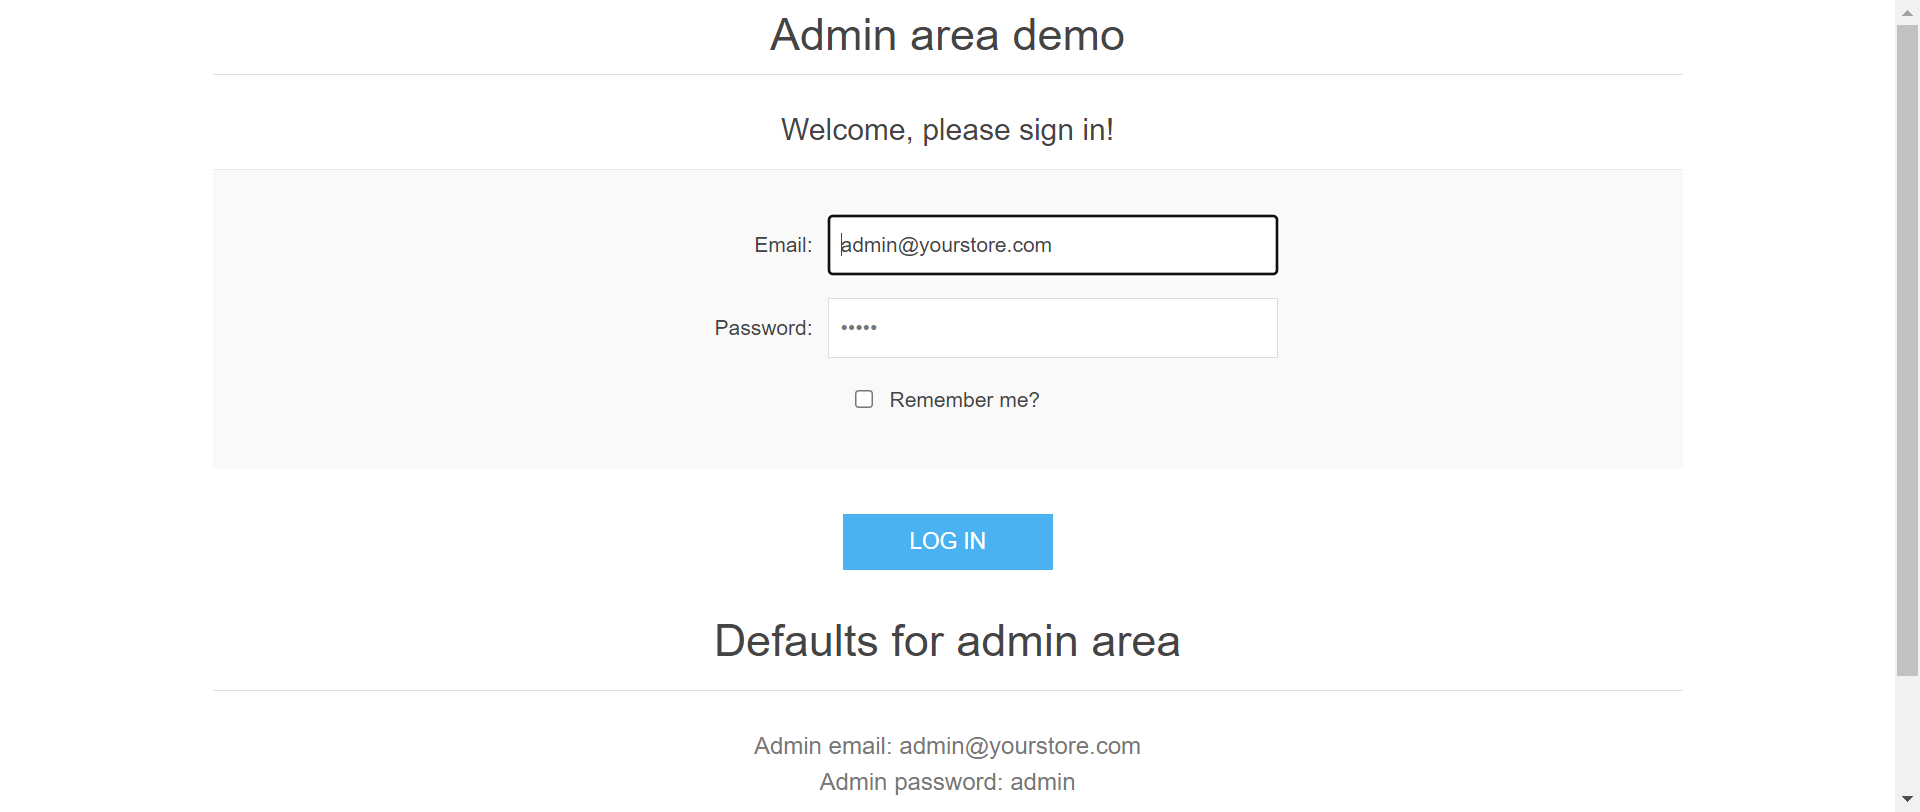 Admin area demo
Welcome, please sign in!
Email: admin@yourstore.com
Password: •••••
Remember me?
LOG IN
Defaults for admin area
Admin email: admin@yourstore.com
Admin password: admin